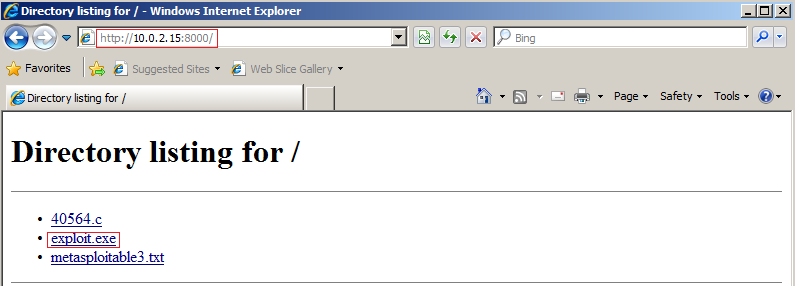 Directory listing for / - Windows Internet Explorer
http://10.0.2.15:8000/
Bing
Favorites Suggested Sites Web Slice Gallery
Directory listing for / Page Safety Tools
Directory listing for /
40564.c
exploit.exe
metasploitable3.txt